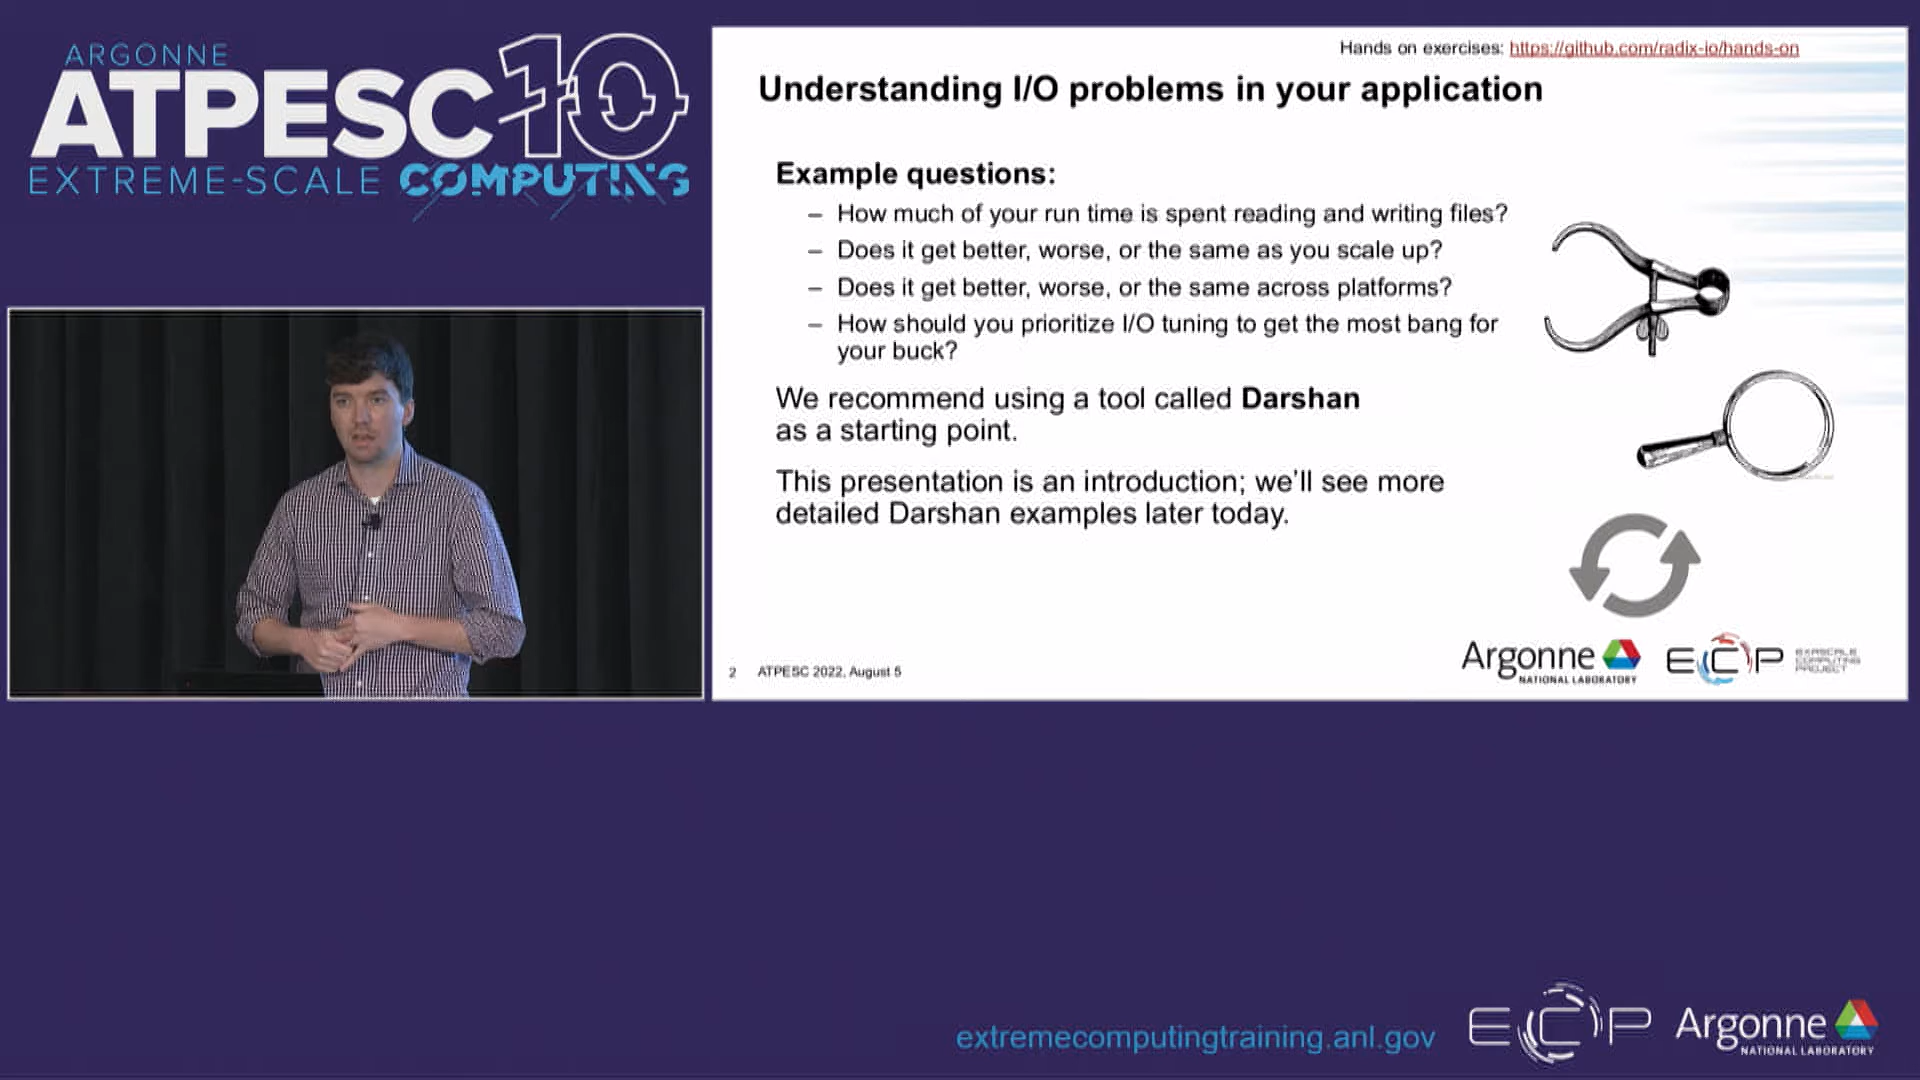 ARGONNE
ATPESC10
EXTREME-SCALE COMPUTING
Hands on exercises: https://github.com/radix-io/hands-on
Understanding I/O problems in your application
Example questions:
– How much of your run time is spent reading and writing files?
– Does it get better, worse, or the same as you scale up?
– Does it get better, worse, or the same across platforms?
– How should you prioritize I/O tuning to get the most bang for
your buck?
We recommend using a tool called Darshan
as a starting point.
This presentation is an introduction; we'll see more
detailed Darshan examples later today.
2 ATPESC 2022, August 5
Argonne
NATIONAL LABORATORY
ECP
EXASCALE
COMPUTING
PROJECT
extremecomputingtraining.anl.gov
ECP
Argonne
NATIONAL LABORATORY